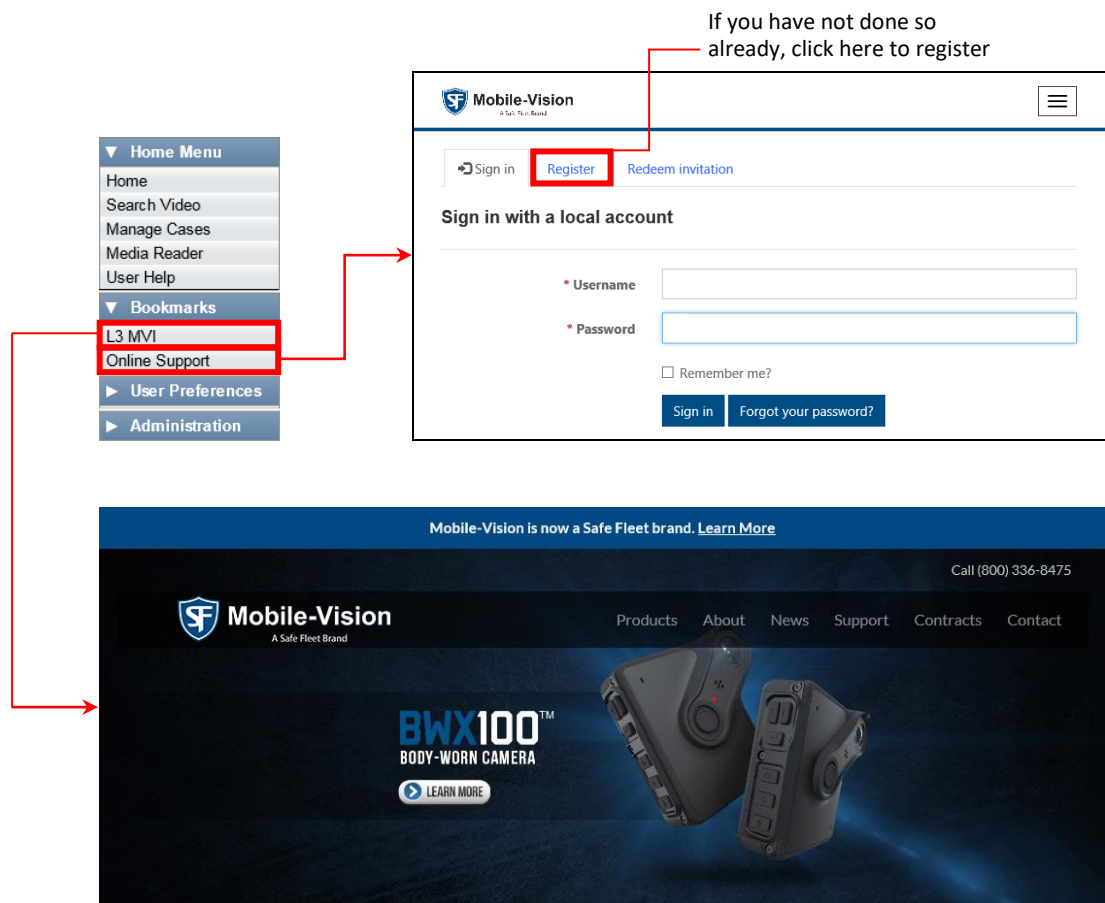 If you have not done so
already, click here to register
SF Mobile-Vision
A Safe Fleet Brand
Sign in Register Redeem invitation
Sign in with a local account
* Username
* Password
Remember me?
Sign in Forgot your password?
▼ Home Menu
Home
Search Video
Manage Cases
Media Reader
User Help
▼ Bookmarks
L3 MVI
Online Support
► User Preferences
► Administration
Mobile-Vision is now a Safe Fleet brand. Learn More
Call (800) 336-8475
SF Mobile-Vision
A Safe Fleet Brand
Products About News Support Contracts Contact
BWX100™
BODY-WORN CAMERA
LEARN MORE